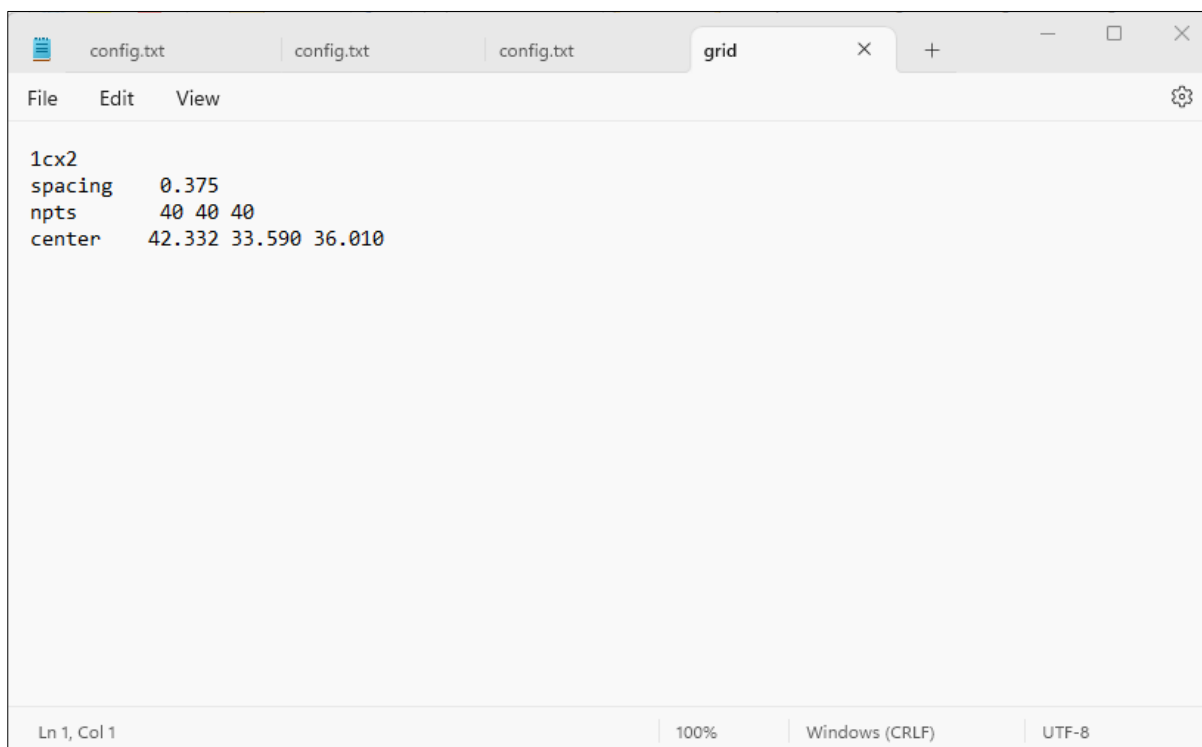 config.txt config.txt config.txt grid
File Edit View
1cx2
spacing 0.375
npts 40 40 40
center 42.332 33.590 36.010
Ln 1, Col 1 100% Windows (CRLF) UTF-8